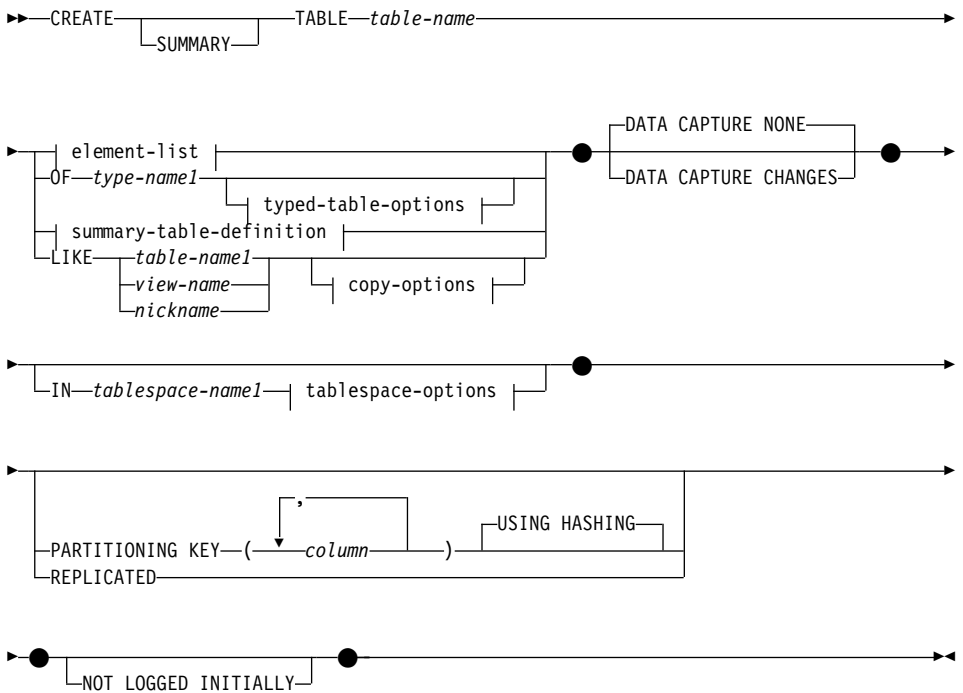 CREATE TABLE table-name
SUMMARY
DATA CAPTURE NONE
element-list
OF type-name1 DATA CAPTURE CHANGES
typed-table-options
summary-table-definition
LIKE table-name1
view-name copy-options
nickname
IN tablespace-name1 tablespace-options
,
USING HASHING
PARTITIONING KEY ( column )
REPLICATED
NOT LOGGED INITIALLY